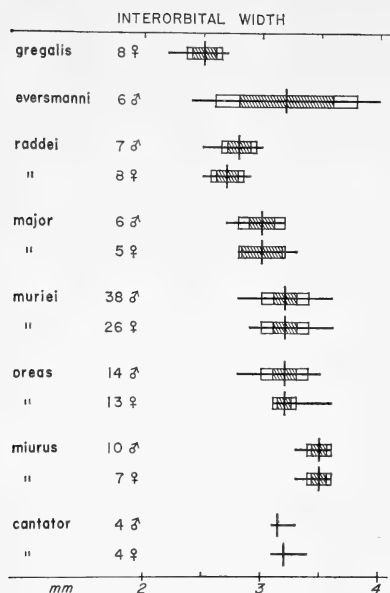 INTERORBITAL WIDTH
gregalis 8 ♀
eversmanni 6 ♂
raddei 7 ♂
" 8 ♀
major 6 ♂
" 5 ♀
muriei 38 ♂
" 26 ♀
oreas 14 ♂
" 13 ♀
miurus 10 ♂
" 7 ♀
cantator 4 ♂
" 4 ♀
mm 2 3 4